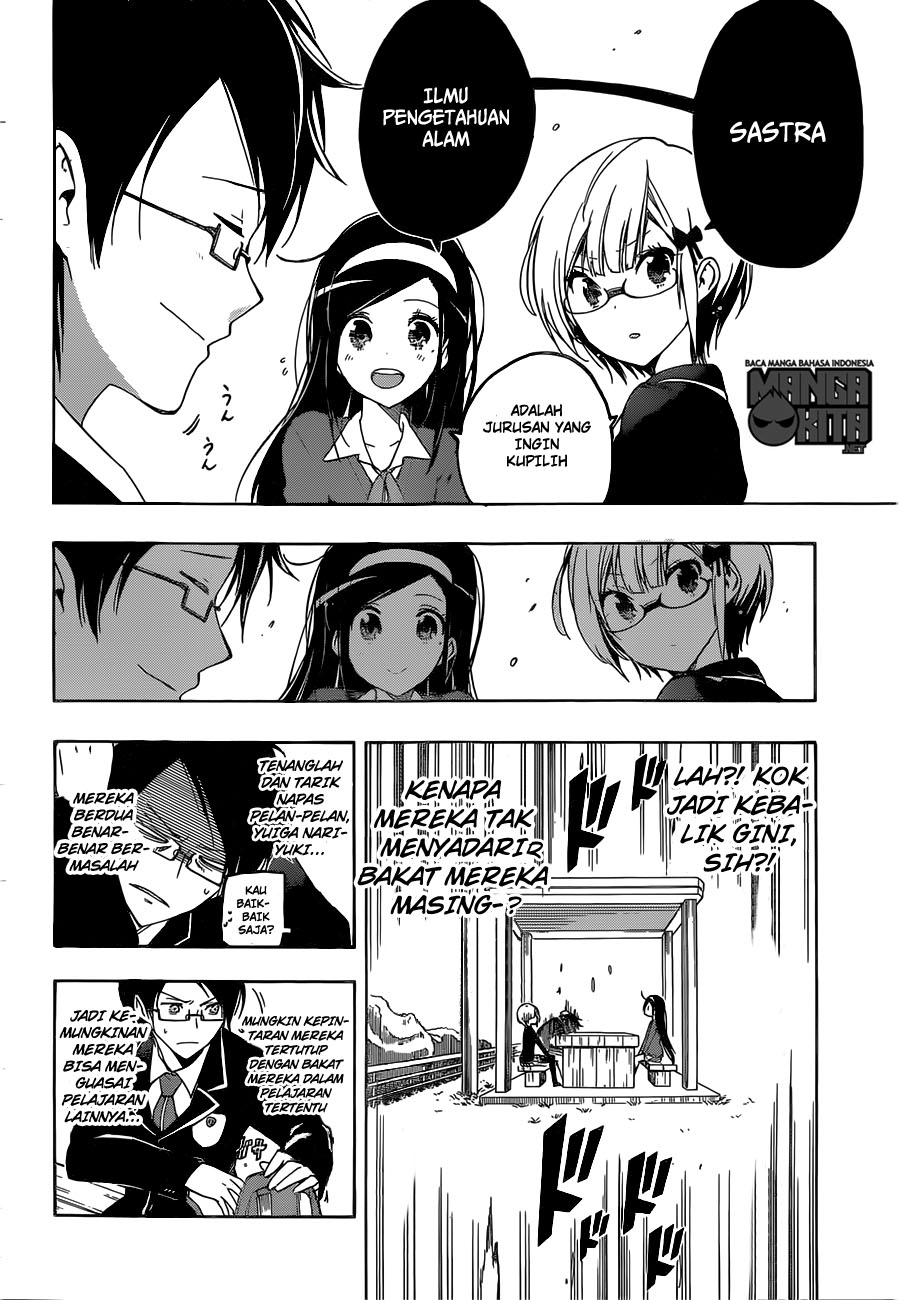 SASTRA
ILMU
PENGETAHUAN
ALAM
ADALAH
JURUSAN YANG
INGIN
KUPILIH
うん
うん
BACA MANGA BAHASA INDONESIA
MANGA
KITA
.NET
LAH?! KOK
JADI KEBA-
LIK GINI,
SIH?!
KENAPA
MEREKA TAK
MENYADARI
BAKAT MEREKA
MASING-?
ドド
ドドド
TENANGLAH
DAN TARIK
NAPAS
PELAN-PELAN,
YUIGA NARI-
YUKI...
MEREKA
BERDUA
BENAR-
BENAR BER-
MASALAH
KAU
BAIK-
BAIK
SAJA?
MUNGKIN KEPIN-
TARAN MEREKA
TERTUTUP
DENGAN BAKAT
MEREKA DALAM
PELAJARAN
TERTENTU
JADI KE-
MUNGKINAN
MEREKA
BISA MEN-
GUASAI
PELAJARAN
LAINNYA...